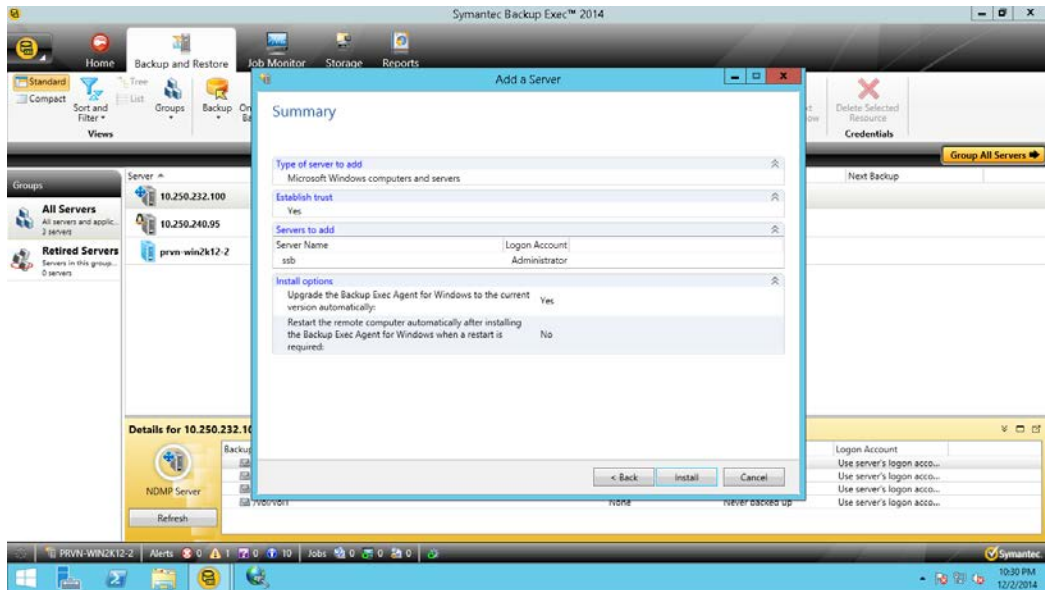 Symantec Backup Exec™ 2014
Home
Backup and Restore
Job Monitor
Storage
Reports
Standard
Compact
Sort and Filter
Tree
List
Groups
Backup
Views
Delete Selected Resource
Credentials
Group All Servers
Add a Server
Summary
Type of server to add
Microsoft Windows computers and servers
Establish trust
Yes
Servers to add
Server Name Logon Account
ssb Administrator
Install options
Upgrade the Backup Exec Agent for Windows to the current
version automatically: Yes
Restart the remote computer automatically after installing
the Backup Exec Agent for Windows when a restart is
required: No
< Back Install Cancel
Groups
All Servers
All servers and applic...
3 servers
Retired Servers
Servers in this group...
0 servers
Server
Next Backup
10.250.232.100
10.250.240.95
prvn-win2k12-2
Details for 10.250.232.10
NDMP Server
Refresh
Backup
Logon Account
Use server's logon acco...
Use server's logon acco...
Use server's logon acco...
/vol/vol1 None Never backed up Use server's logon acco...
PRVN-WIN2K12-2 Alerts 0 1 0 10 Jobs 0 0 0
Symantec.
10:30 PM
12/2/2014